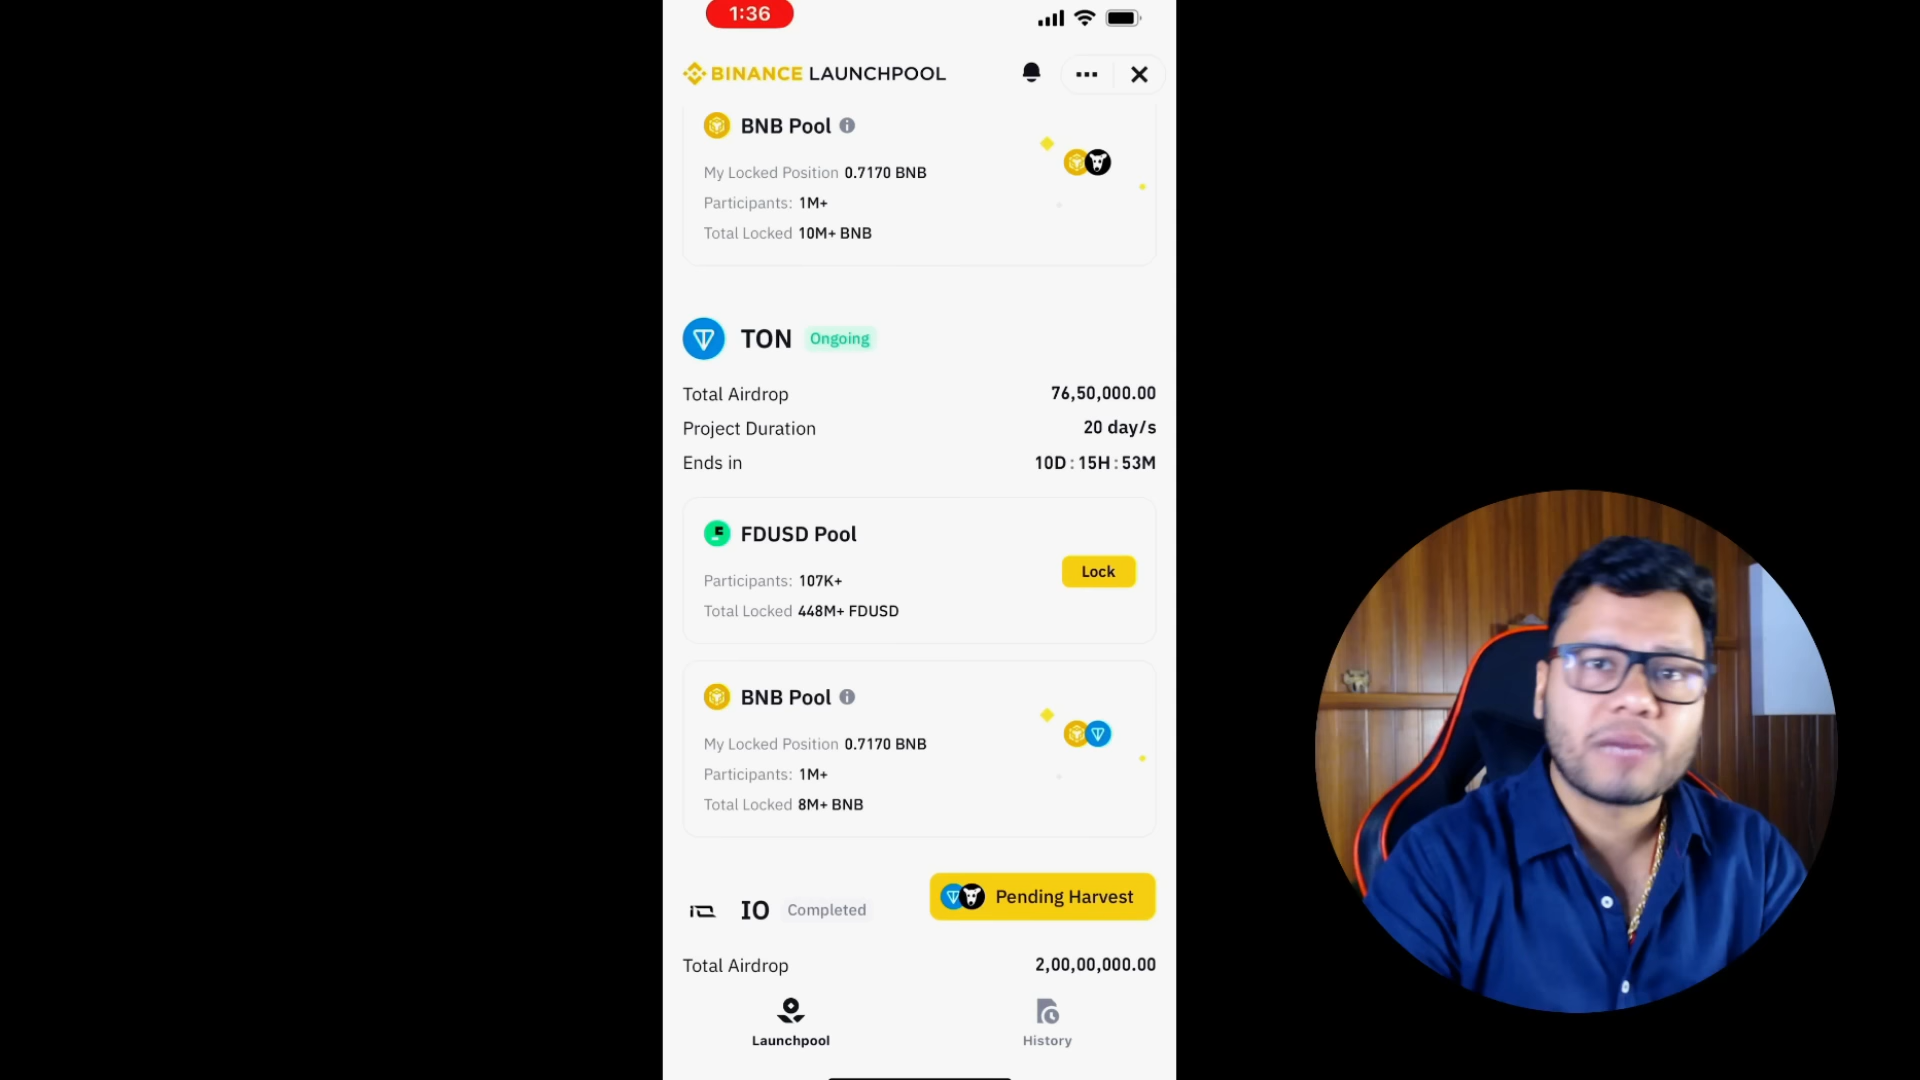 1:36
BINANCE LAUNCHPOOL
BNB Pool
My Locked Position 0.7170 BNB
Participants: 1M+
Total Locked 10M+ BNB
TON Ongoing
Total Airdrop 76,50,000.00
Project Duration 20 day/s
Ends in 10D : 15H : 53M
FDUSD Pool
Participants: 107K+
Lock
Total Locked 448M+ FDUSD
BNB Pool
My Locked Position 0.7170 BNB
Participants: 1M+
Total Locked 8M+ BNB
IO Completed
Pending Harvest
Total Airdrop 2,00,00,000.00
Launchpool History